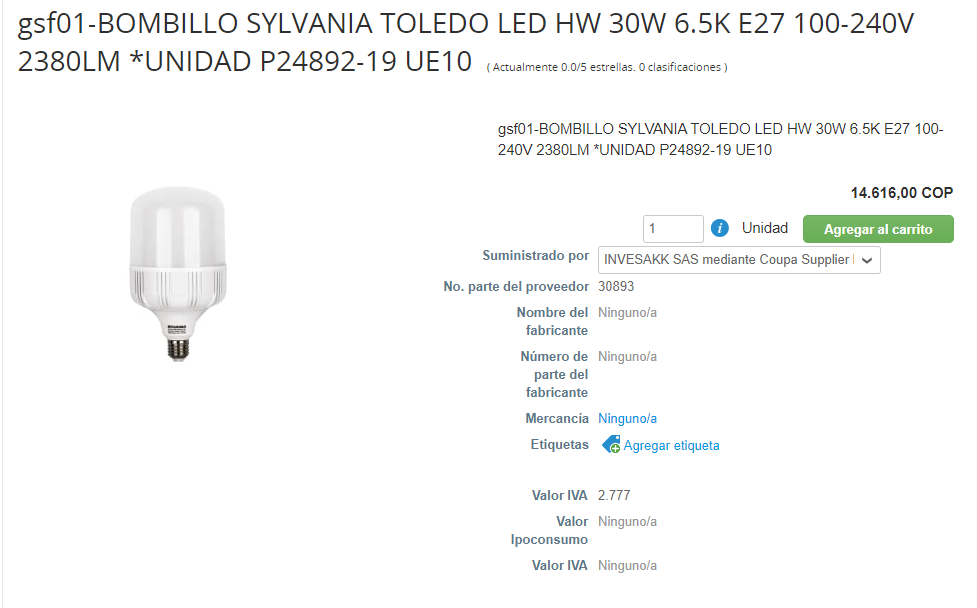 gsf01-BOMBILLO SYLVANIA TOLEDO LED HW 30W 6.5K E27 100-240V
2380LM *UNIDAD P24892-19 UE10 ( Actualmente 0.0/5 estrellas. 0 clasificaciones )
gsf01-BOMBILLO SYLVANIA TOLEDO LED HW 30W 6.5K E27 100-
240V 2380LM *UNIDAD P24892-19 UE10
14.616,00 COP
1 i Unidad Agregar al carrito
Suministrado por INVESAKK SAS mediante Coupa Supplier
No. parte del proveedor 30893
Nombre del Ninguno/a
fabricante
Número de Ninguno/a
parte del
fabricante
Mercancía Ninguno/a
Etiquetas Agregar etiqueta
Valor IVA 2.777
Valor Ninguno/a
Ipoconsumo
Valor IVA Ninguno/a
SYLVANIA